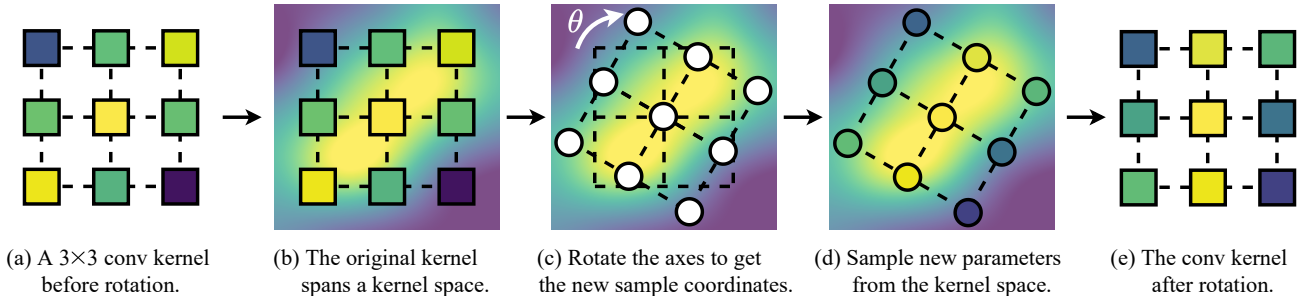 θ
(a) A 3×3 conv kernel
before rotation.
(b) The original kernel
spans a kernel space.
(c) Rotate the axes to get
the new sample coordinates.
(d) Sample new parameters
from the kernel space.
(e) The conv kernel
after rotation.